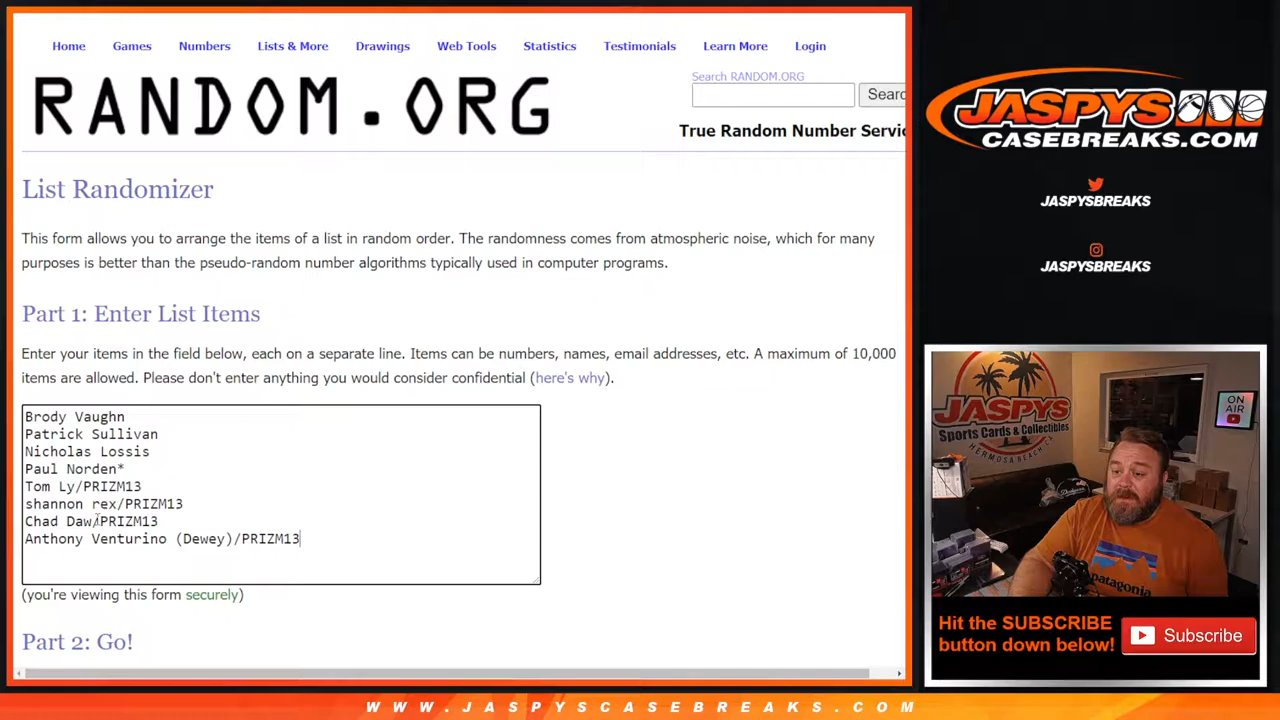 Home Games Numbers Lists & More Drawings Web Tools Statistics Testimonials Learn More Login
RANDOM.ORG
Search RANDOM.ORG
Searc
True Random Number Servic
List Randomizer
This form allows you to arrange the items of a list in random order. The randomness comes from atmospheric noise, which for many
purposes is better than the pseudo-random number algorithms typically used in computer programs.
Part 1: Enter List Items
Enter your items in the field below, each on a separate line. Items can be numbers, names, email addresses, etc. A maximum of 10,000
items are allowed. Please don't enter anything you would consider confidential (here's why).
Brody Vaughn
Patrick Sullivan
Nicholas Lossis
Paul Norden*
Tom Ly/PRIZM13
shannon rex/PRIZM13
Chad Daw/PRIZM13
Anthony Venturino (Dewey)/PRIZM13
(you're viewing this form securely)
Part 2: Go!
JASPYS
CASEBREAKS.COM
JASPYSBREAKS
JASPYSBREAKS
JASPYS
Sports Cards & Collectibles
HERMOSA BEACH, CA
ON
AIR
Dodgers
patagonia
Hit the SUBSCRIBE
button down below!
Subscribe
WWW.JASPYSCASEBREAKS.COM